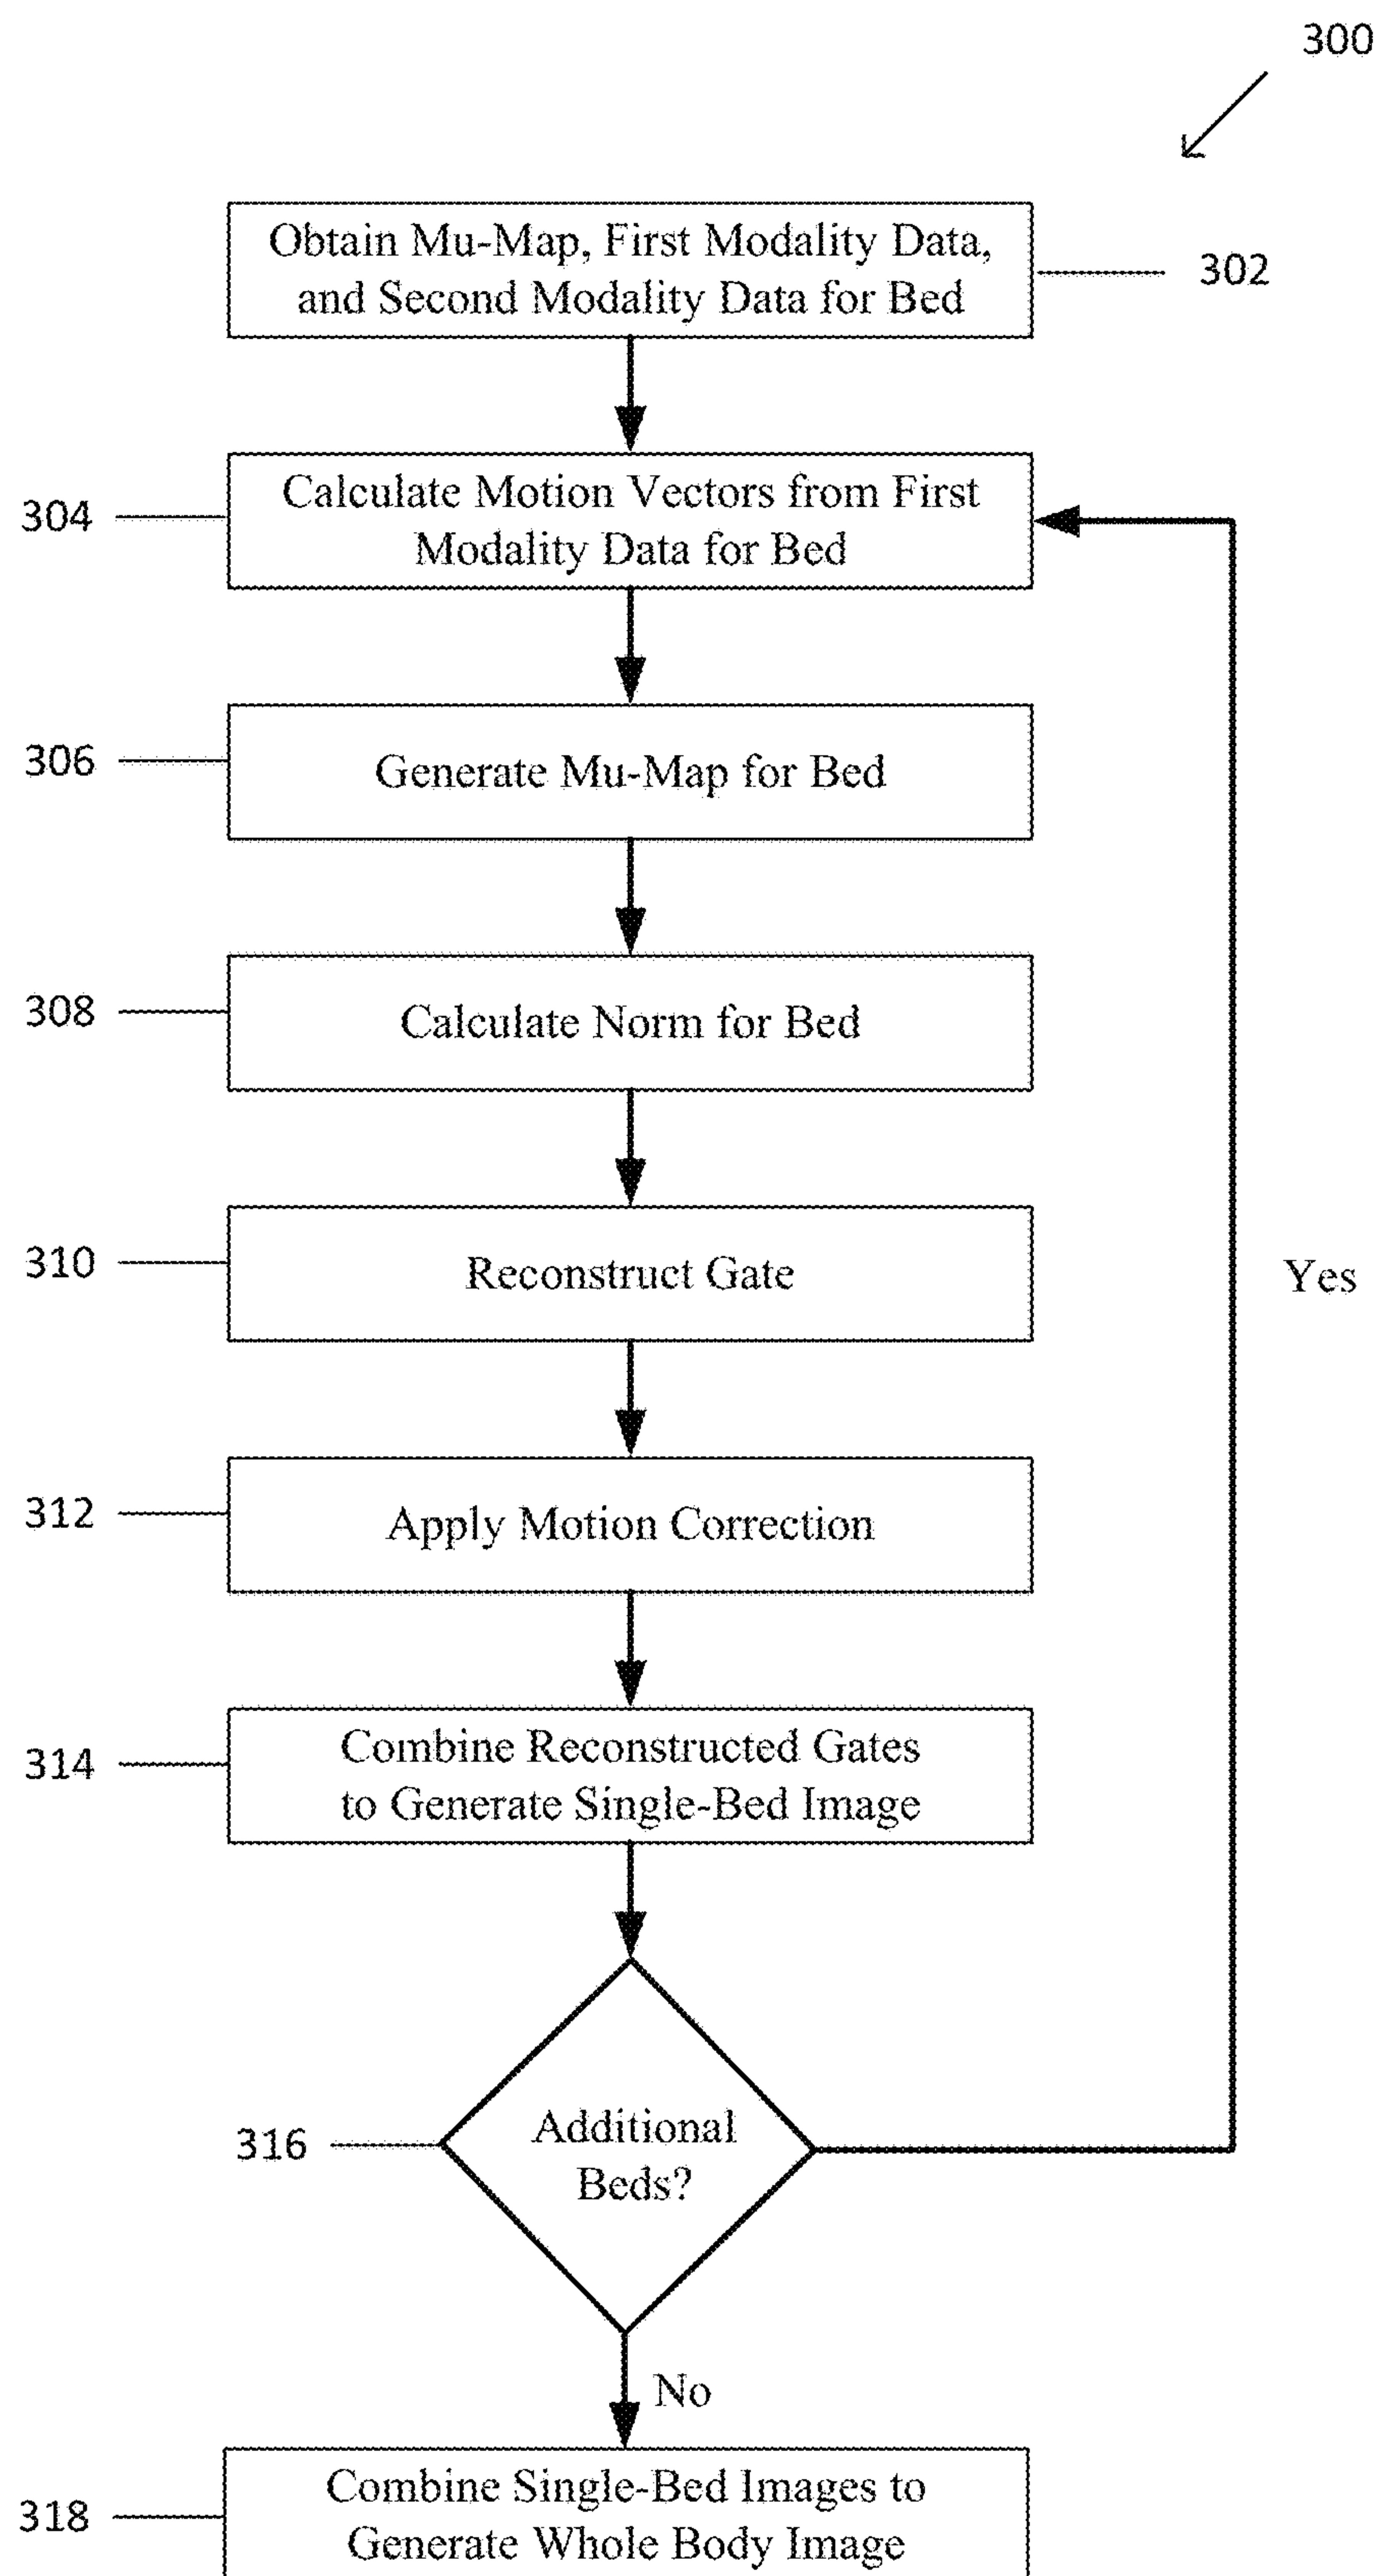 300
Obtain Mu-Map, First Modality Data,
and Second Modality Data for Bed
302
304
Calculate Motion Vectors from First
Modality Data for Bed
306
Generate Mu-Map for Bed
308
Calculate Norm for Bed
310
Reconstruct Gate
Yes
312
Apply Motion Correction
314
Combine Reconstructed Gates
to Generate Single-Bed Image
316
Additional
Beds?
No
318
Combine Single-Bed Images to
Generate Whole Body Image